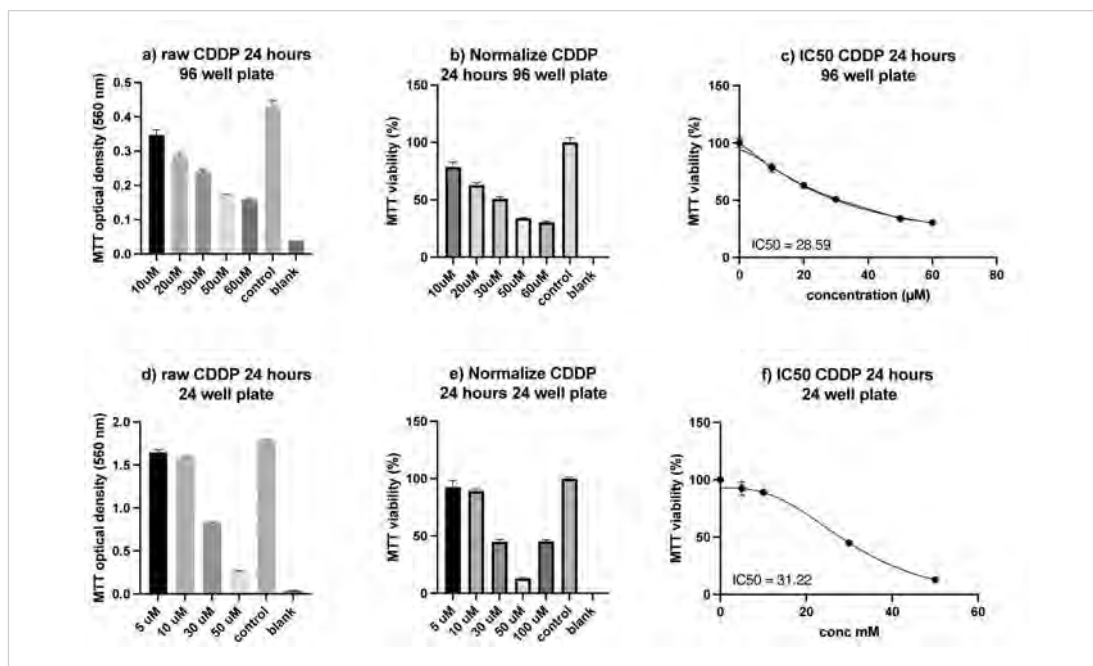 a) raw CDDP 24 hours
96 well plate
MTT optical density (560 nm)
0.5
0.4
0.3
0.2
0.1
0.0
10uM
20uM
30uM
50uM
60uM
control
blank
b) Normalize CDDP
24 hours 96 well plate
MTT viability (%)
150
100
50
0
10uM
20uM
30uM
50uM
60uM
control
blank
c) IC50 CDDP 24 hours
96 well plate
MTT viability (%)
150
100
50
0
IC50 = 28.59
0 20 40 60 80
concentration (µM)
d) raw CDDP 24 hours
24 well plate
MTT optical density (560 nm)
2.0
1.5
1.0
0.5
0.0
5 uM
10 uM
30 uM
50 uM
control
blank
e) Normalize CDDP
24 hours 24 well plate
MTT viability (%)
150
100
50
0
5 uM
10 uM
30 uM
50 uM
100 uM
control
blank
f) IC50 CDDP 24 hours
24 well plate
MTT viability (%)
150
100
50
0
IC50 = 31.22
0 20 40 60
conc mM